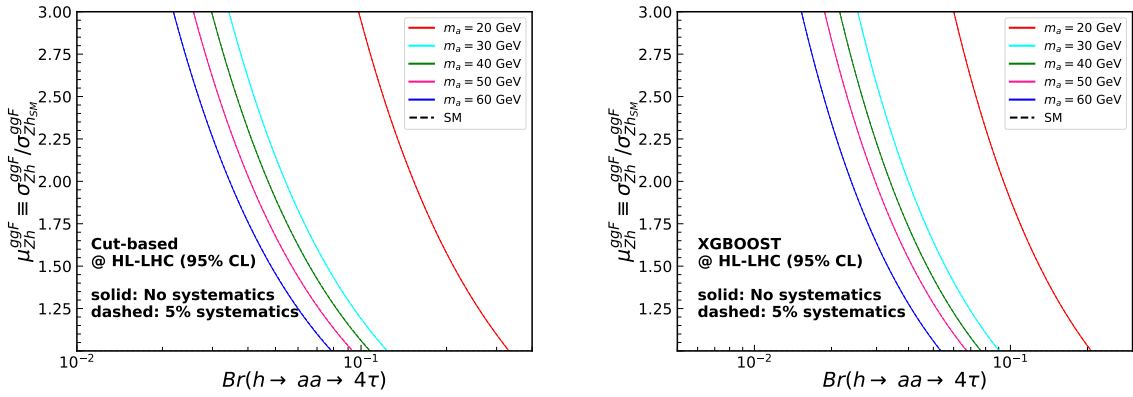 3.00
2.75
2.50
2.25
2.00
1.75
1.50
1.25
μ_{Zh}^{ggF} ≡ σ_{Zh}^{ggF}/σ_{Zh_{SM}}^{ggF}
m_a = 20 GeV
m_a = 30 GeV
m_a = 40 GeV
m_a = 50 GeV
m_a = 60 GeV
SM
Cut-based
@ HL-LHC (95% CL)
solid: No systematics
dashed: 5% systematics
10^{-2}
10^{-1}
Br(h → aa → 4τ)
3.00
2.75
2.50
2.25
2.00
1.75
1.50
1.25
μ_{Zh}^{ggF} ≡ σ_{Zh}^{ggF}/σ_{Zh_{SM}}^{ggF}
m_a = 20 GeV
m_a = 30 GeV
m_a = 40 GeV
m_a = 50 GeV
m_a = 60 GeV
SM
XGBOOST
@ HL-LHC (95% CL)
solid: No systematics
dashed: 5% systematics
10^{-2}
10^{-1}
Br(h → aa → 4τ)